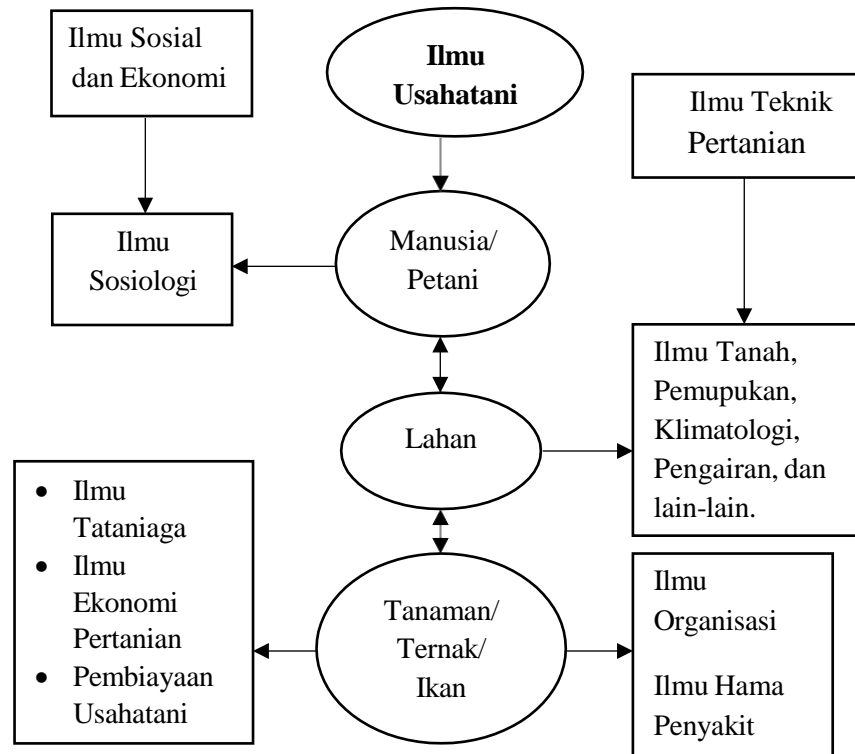 Ilmu Sosial
dan Ekonomi
Ilmu
Usahatani
Ilmu Teknik
Pertanian
Ilmu
Sosiologi
Manusia/
Petani
Ilmu Tanah,
Pemupukan,
Klimatologi,
Pengairan, dan
lain-lain.
Lahan
• Ilmu
Tataniaga
• Ilmu
Ekonomi
Pertanian
• Pembiayaan
Usahatani
Tanaman/
Ternak/
Ikan
Ilmu
Organisasi
Ilmu Hama
Penyakit